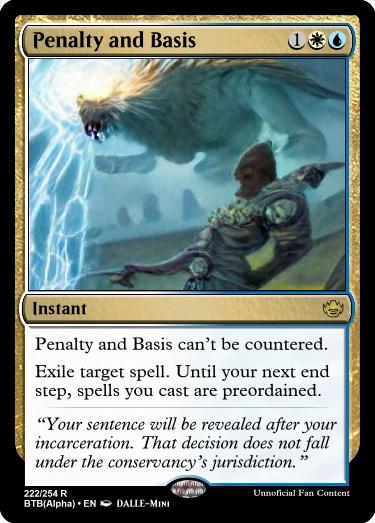 Penalty and Basis 1
Instant
Penalty and Basis can't be countered.
Exile target spell. Until your next end
step, spells you cast are preordained.
“Your sentence will be revealed after your
incarceration. That decision does not fall
under the conservancy's jurisdiction.”
222/254 R
BTB(Alpha) • EN DALLE-MINI
Unofficial Fan Content